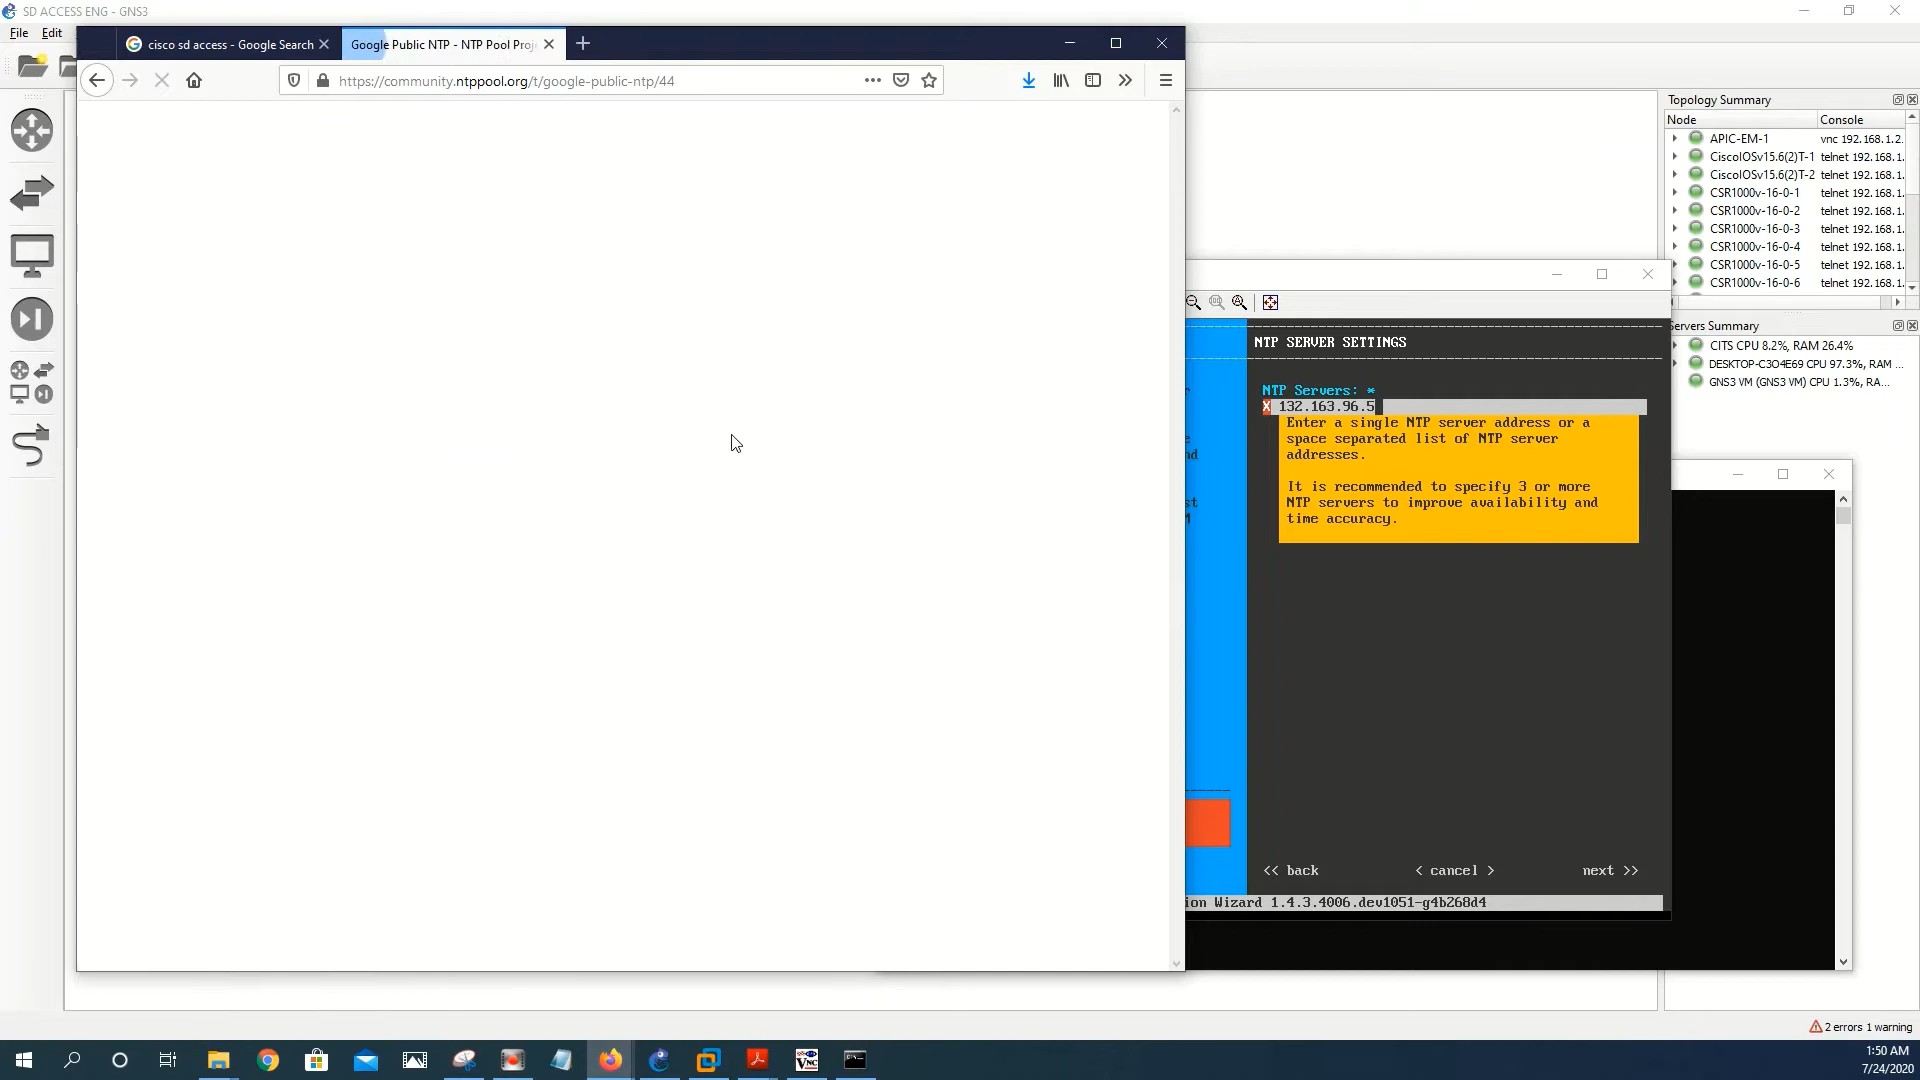 SD ACCESS ENG - GNS3
File Edit
cisco sd access - Google Search
Google Public NTP - NTP Pool Proj
https://community.ntppool.org/t/google-public-ntp/44
Topology Summary
Node Console
APIC-EM-1 vnc 192.168.1.2.
CiscoIOSv15.6(2)T-1 telnet 192.168.1.
CiscoIOSv15.6(2)T-2 telnet 192.168.1.
CSR1000v-16-0-1 telnet 192.168.1.
CSR1000v-16-0-2 telnet 192.168.1.
CSR1000v-16-0-3 telnet 192.168.1.
CSR1000v-16-0-4 telnet 192.168.1.
CSR1000v-16-0-5 telnet 192.168.1.
CSR1000v-16-0-6 telnet 192.168.1.
Servers Summary
CITS CPU 8.2%, RAM 26.4%
DESKTOP-C3O4E69 CPU 97.3%, RAM ...
GNS3 VM (GNS3 VM) CPU 1.3%, RA...
NTP SERVER SETTINGS
NTP Servers: *
X 132.163.96.5
Enter a single NTP server address or a
space separated list of NTP server
addresses.
It is recommended to specify 3 or more
NTP servers to improve availability and
time accuracy.
r
e
nd
st
M
<< back < cancel > next >>
ion Wizard 1.4.3.4006.dev1051-g4b268d4
2 errors 1 warning
VNC
1:50 AM
7/24/2020